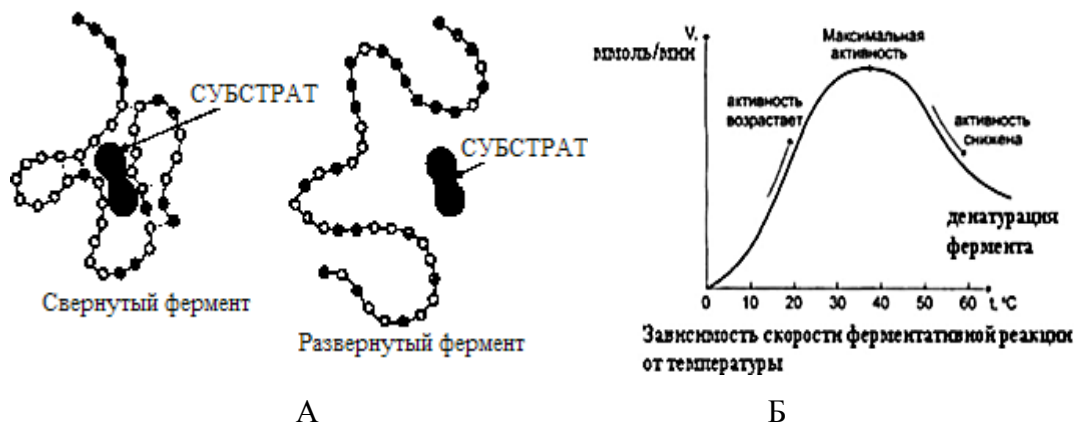 СУБСТРАТ
СУБСТРАТ
Свернутый фермент
Развернутый фермент
А
V,
ммоль/мин
Максимальная
активность
активность
возрастает
активность
снижена
денатурация
фермента
0 10 20 30 40 50 60 t, °C
Зависимость скорости ферментативной реакции
от температуры
Б